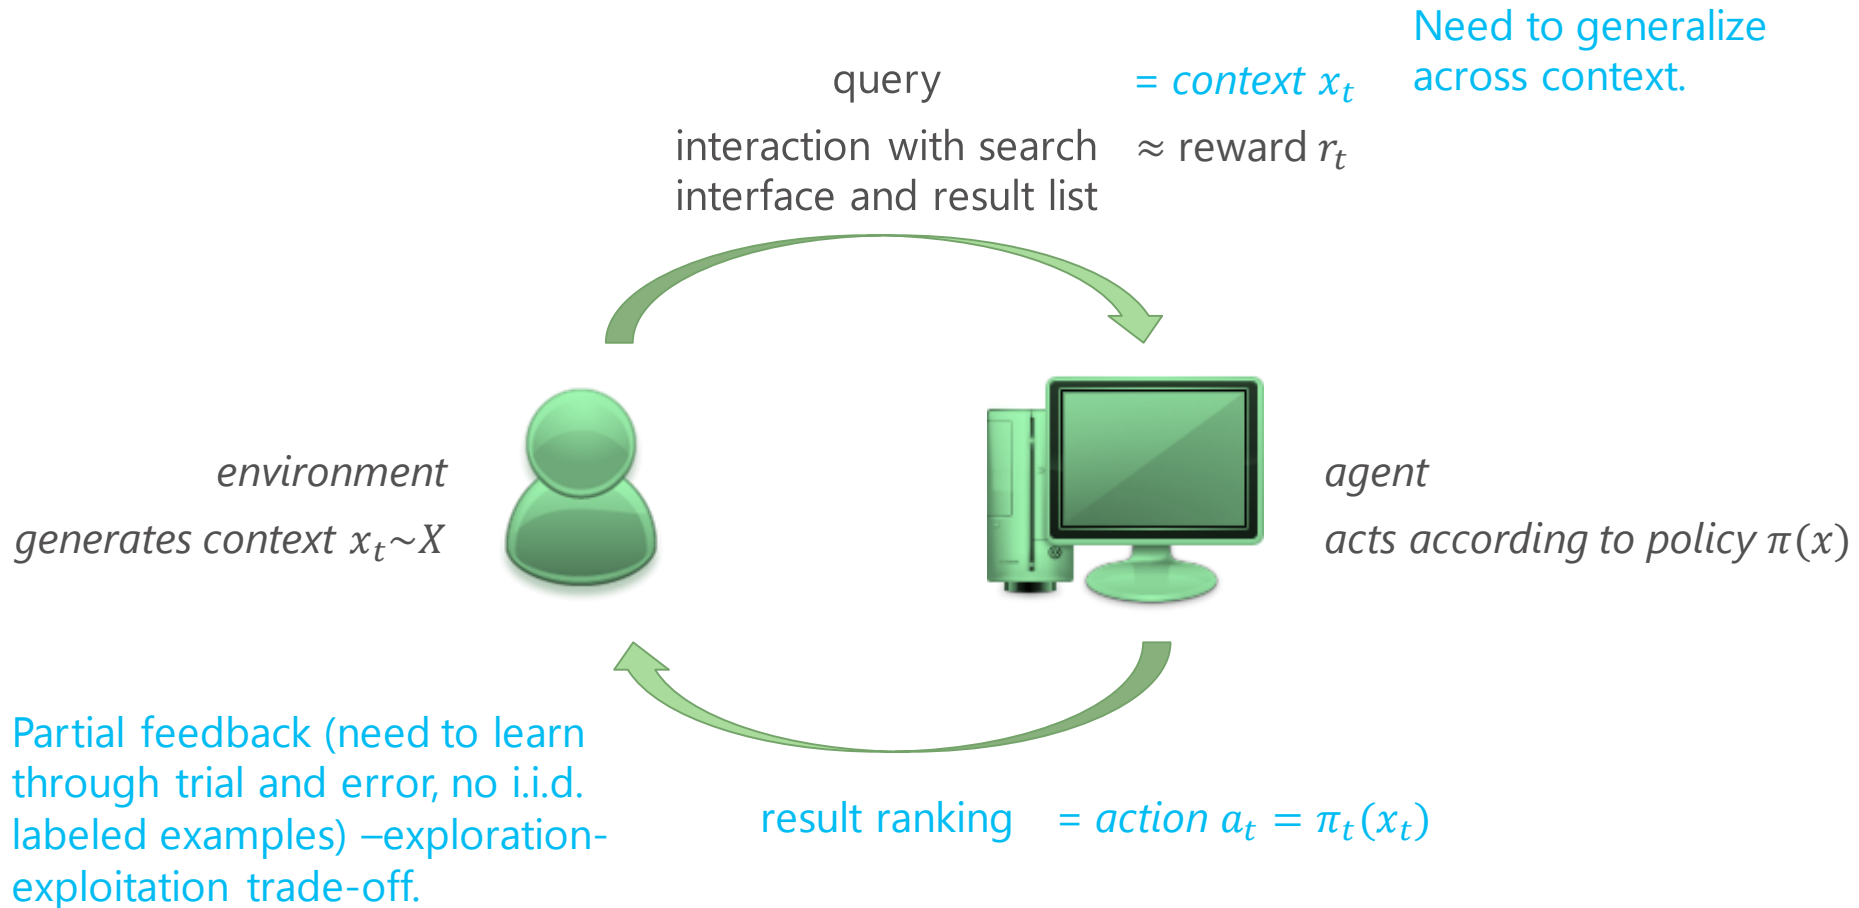 Need to generalize
across context.
query = context x_t
interaction with search ≈ reward r_t
interface and result list
environment
generates context x_t~X
agent
acts according to policy π(x)
Partial feedback (need to learn
through trial and error, no i.i.d.
labeled examples) –exploration-
exploitation trade-off.
result ranking = action a_t = π_t(x_t)